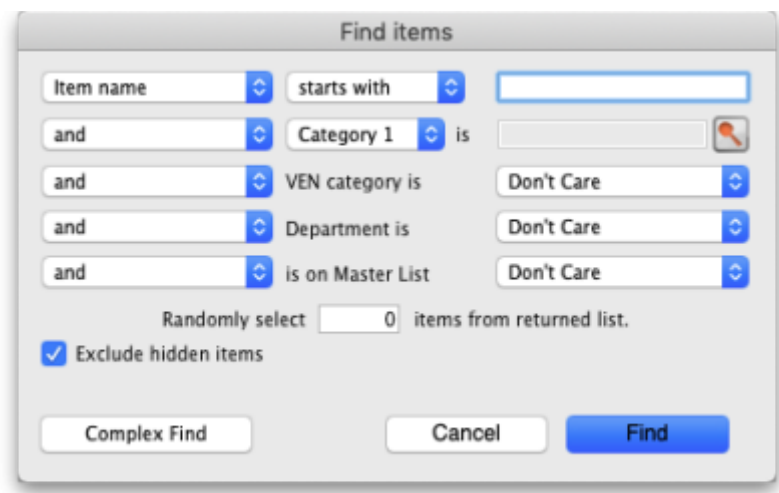 Find items
Item name starts with
and Category 1 is
and VEN category is Don't Care
and Department is Don't Care
and is on Master List Don't Care
Randomly select 0 items from returned list.
Exclude hidden items
Complex Find Cancel Find